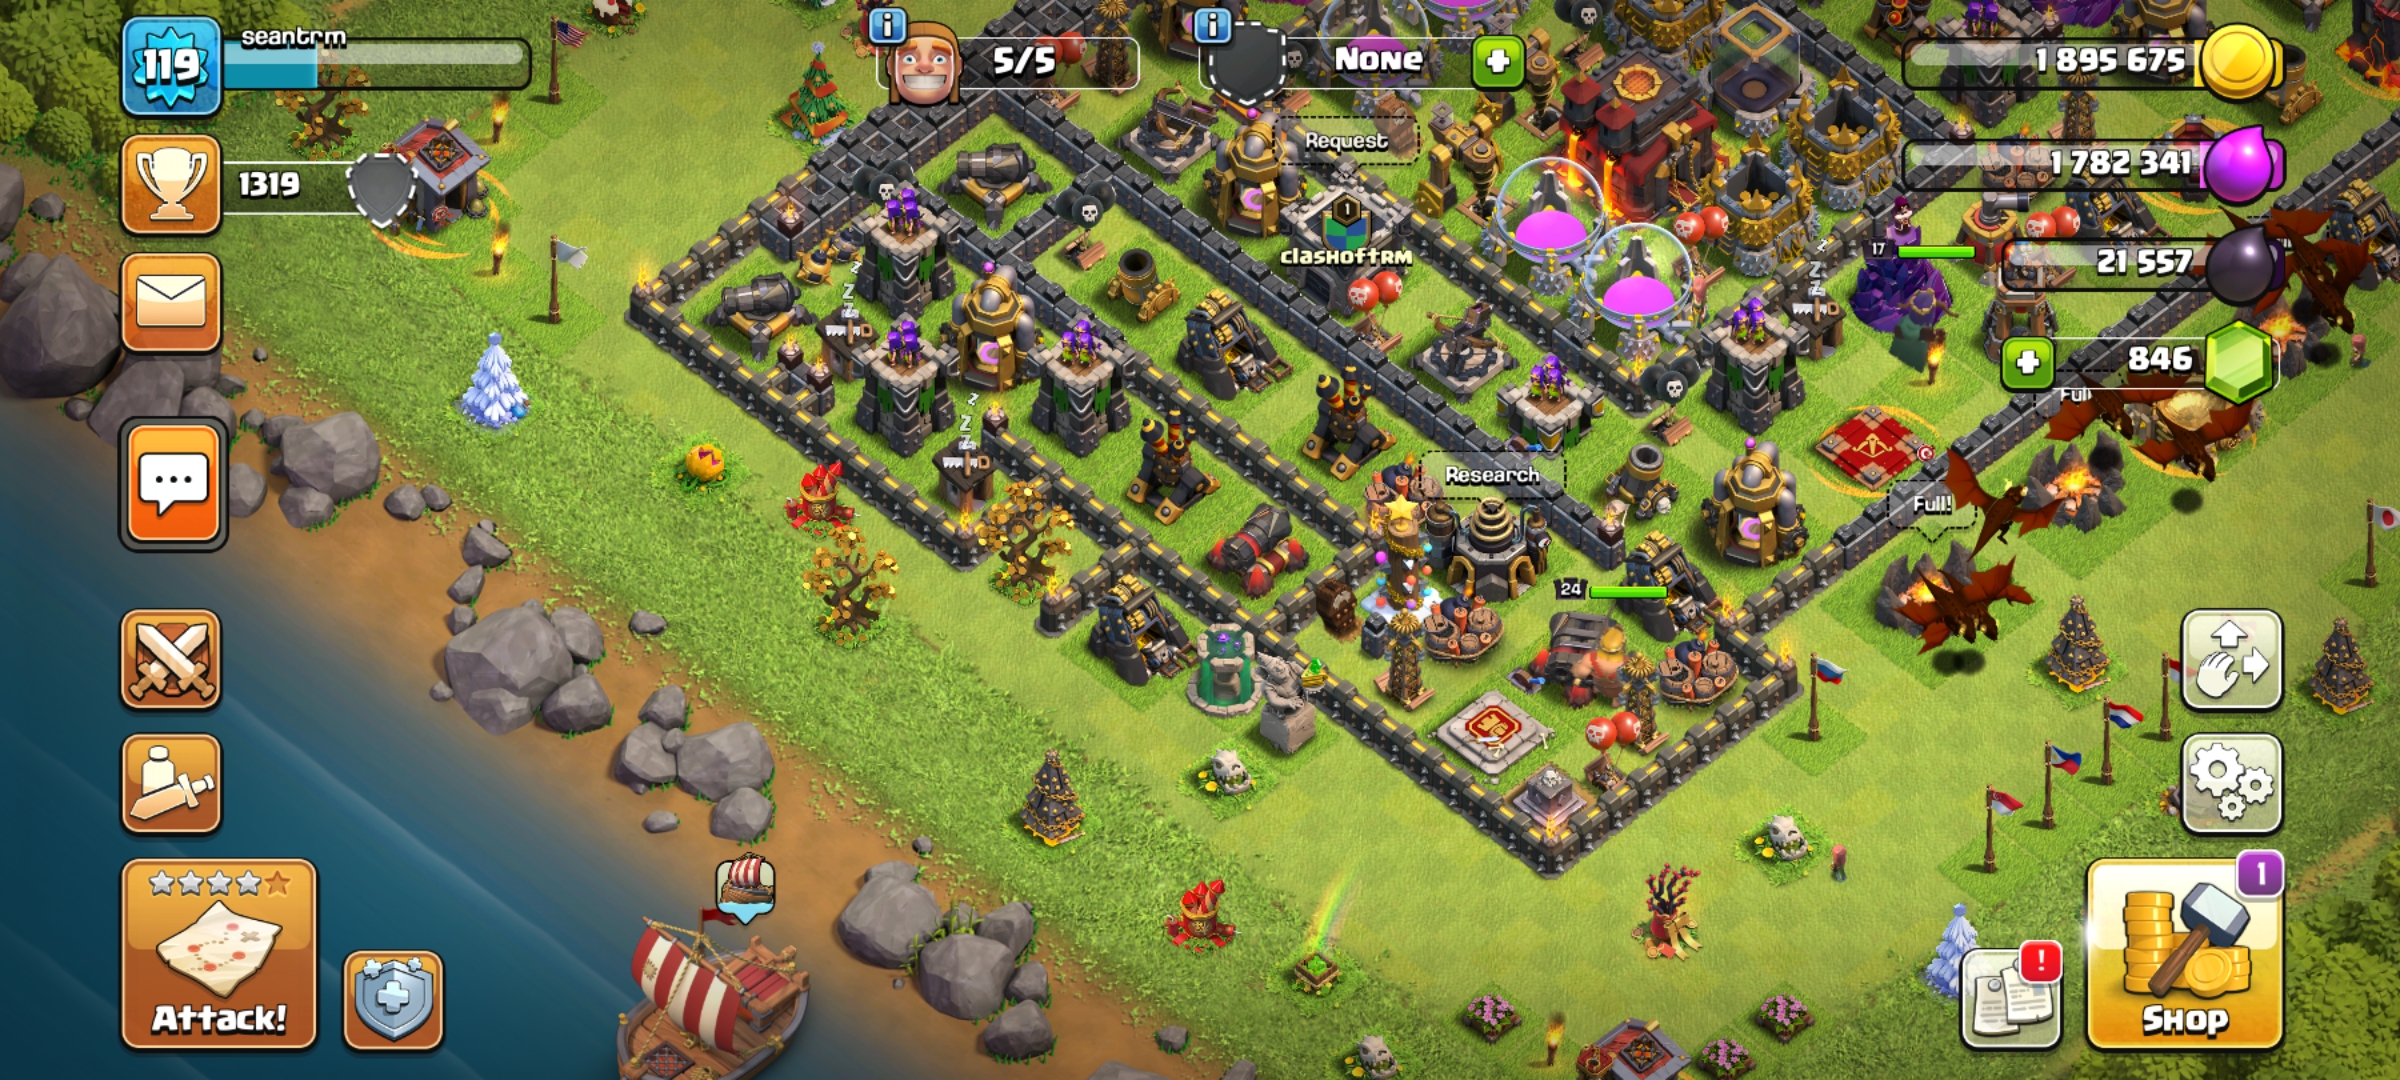 119
seantrm
5/5
None
1 895 675
1319
Request
1 782 341
1
clashoftrm
17
21 557
846
Full
Research
Full!
24
z
z
z
z
z
z
z
z
z
1
Attack!
Shop
!